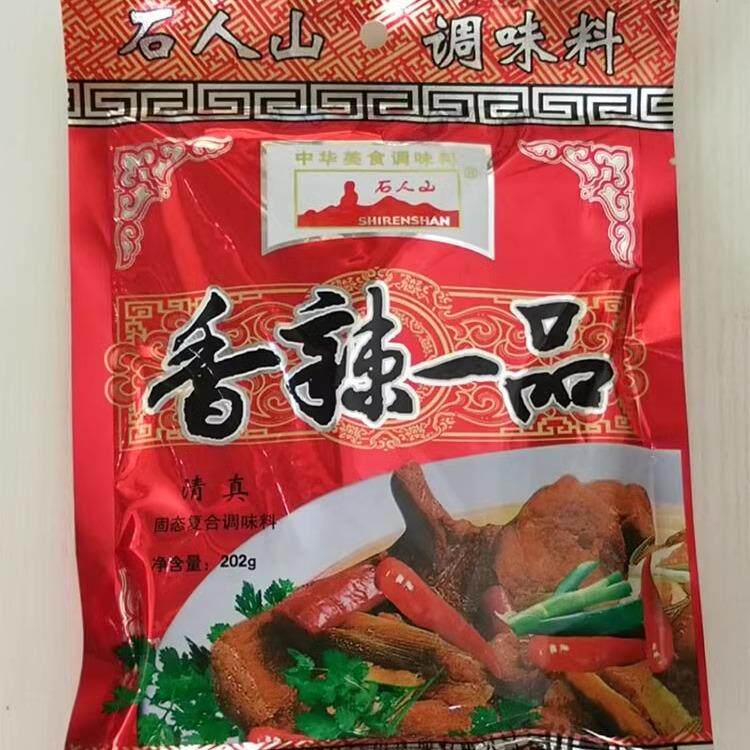 石人山 调味料
中华美食调味料
石人山
®
SHIRENSHAN
香辣一品
清真
固态复合调味料
净含量：202g